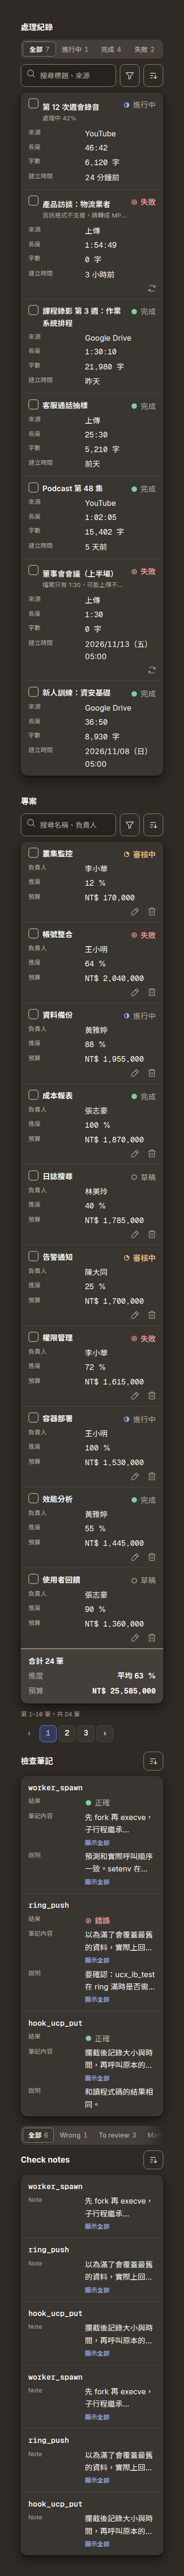 處理紀錄
全部 7 進行中 1 完成 4 失敗 2
搜尋標題、來源
第 12 次週會錄音 進行中
處理中 42%
來源 YouTube
長度 46:42
字數 6,120 字
建立時間 24 分鐘前
產品訪談：物流業者 失敗
音訊格式不支援，請轉成 MP…
來源 上傳
長度 1:54:49
字數 0 字
建立時間 3 小時前
課程錄影 第 3 週：作業 完成
系統排程
來源 Google Drive
長度 1:30:10
字數 21,980 字
建立時間 昨天
客服通話抽樣 完成
來源 上傳
長度 25:30
字數 5,210 字
建立時間 前天
Podcast 第 48 集 完成
來源 YouTube
長度 1:02:05
字數 15,402 字
建立時間 5 天前
董事會會議（上半場） 失敗
檔案只有 1:30，可能上傳不…
來源 上傳
長度 1:30
字數 0 字
建立時間 2026/11/13（五）
05:00
新人訓練：資安基礎 完成
來源 Google Drive
長度 36:50
字數 8,930 字
建立時間 2026/11/08（日）
05:00
專案
搜尋名稱、負責人
叢集監控 審核中
負責人 李小華
進度 12 %
預算 NT$ 170,000
帳號整合 失敗
負責人 王小明
進度 64 %
預算 NT$ 2,040,000
資料備份 進行中
負責人 黃雅婷
進度 88 %
預算 NT$ 1,955,000
成本報表 完成
負責人 張志豪
進度 100 %
預算 NT$ 1,870,000
日誌搜尋 草稿
負責人 林美玲
進度 40 %
預算 NT$ 1,785,000
告警通知 審核中
負責人 陳大同
進度 25 %
預算 NT$ 1,700,000
權限管理 失敗
負責人 李小華
進度 72 %
預算 NT$ 1,615,000
容器部署 進行中
負責人 王小明
進度 100 %
預算 NT$ 1,530,000
效能分析 完成
負責人 黃雅婷
進度 55 %
預算 NT$ 1,445,000
使用者回饋 草稿
負責人 張志豪
進度 90 %
預算 NT$ 1,360,000
合計 24 筆
進度 平均 63 %
預算 NT$ 25,585,000
第 1–10 筆，共 24 筆
‹ 1 2 3 ›
檢查筆記
worker_spawn
結果 正確
筆記內容 先 fork 再 execve，
子行程繼承…
顯示全部
說明 預測和實際呼叫順序
一致。setenv 在…
顯示全部
ring_push
結果 錯誤
筆記內容 以為滿了會覆蓋最舊
的資料，實際上回…
顯示全部
說明 要確認：ucx_ib_test
在 ring 滿時是否需…
顯示全部
hook_ucp_put
結果 正確
筆記內容 攔截後記錄大小與時
間，再呼叫原本的…
顯示全部
說明 和讀程式碼的結果相
同。
全部 6 Wrong 1 To review 3
Check notes
worker_spawn
Note 先 fork 再 execve，
子行程繼承…
顯示全部
ring_push
Note 以為滿了會覆蓋最舊
的資料，實際上回…
顯示全部
hook_ucp_put
Note 攔截後記錄大小與時
間，再呼叫原本的…
顯示全部
worker_spawn
Note 先 fork 再 execve，
子行程繼承…
顯示全部
ring_push
Note 以為滿了會覆蓋最舊
的資料，實際上回…
顯示全部
hook_ucp_put
Note 攔截後記錄大小與時
間，再呼叫原本的…
顯示全部